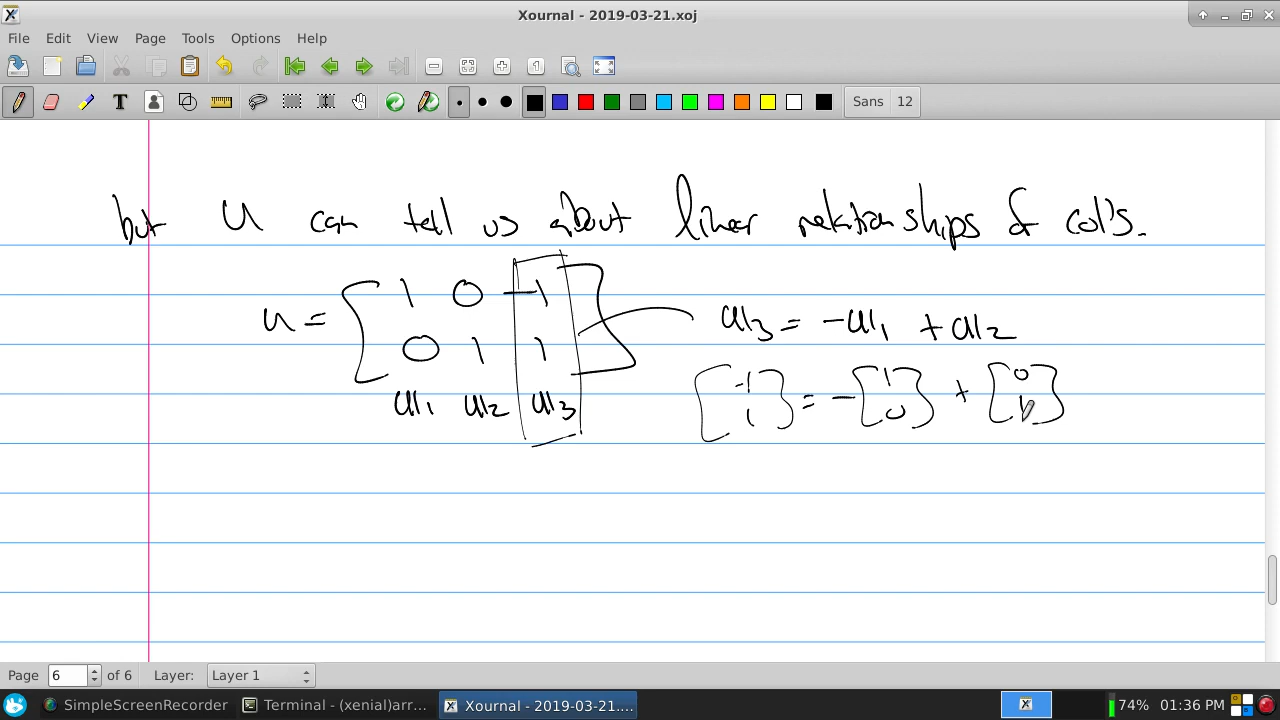 Xournal - 2019-03-21.xoj
File Edit View Page Tools Options Help
Sans 12
but U can tell us about linear relationships of col's.
U = [ 1 0 -1
0 1 1 ]
u1 u2 u3
u3 = -u1 + u2
[ -1 1 ] = - [ 1 0 ] + [ 0 1 ]
Page 6 of 6 Layer: Layer 1
SimpleScreenRecorder Terminal - (xenial)arr... Xournal - 2019-03-21.... 74% 01:36 PM